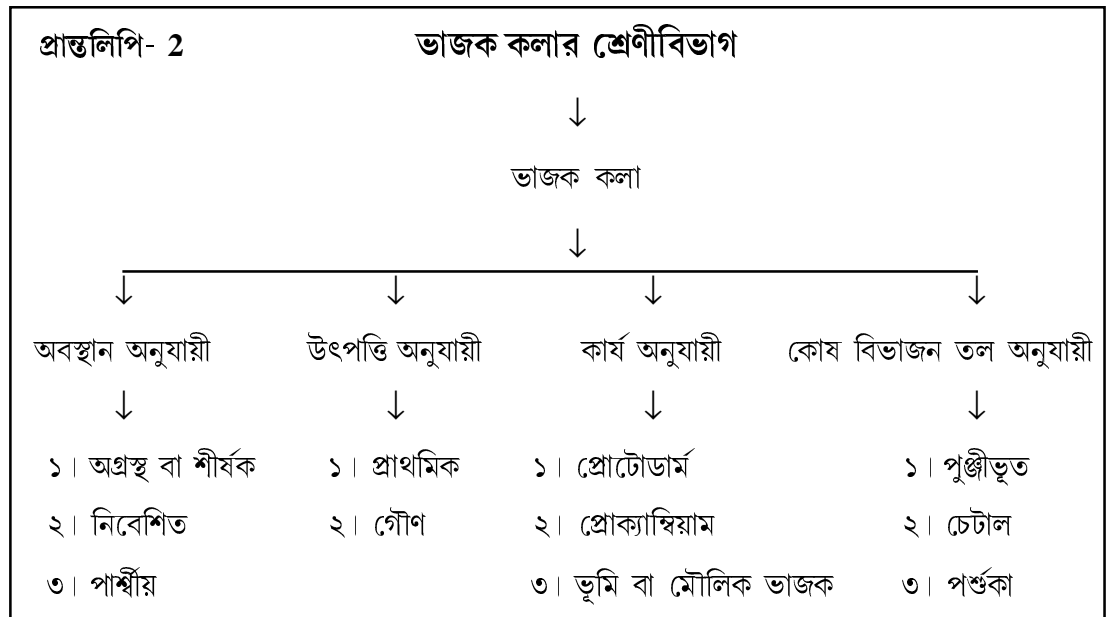 প্রান্তলিপি- 2 ভাজক কলার শ্রেণীবিভাগ
↓
ভাজক কলা
↓
↓ ↓ ↓ ↓
অবস্থান অনুযায়ী উৎপত্তি অনুযায়ী কার্য অনুযায়ী কোষ বিভাজন তল অনুযায়ী
↓ ↓ ↓ ↓
১। অগ্রস্থ বা শীর্ষক ১। প্রাথমিক ১। প্রোটোডার্ম ১। পুঞ্জীভূত
২। নিবেশিত ২। গৌণ ২। প্রোক্যাম্বিয়াম ২। চেটাল
৩। পার্শ্বীয় ৩। ভূমি বা মৌলিক ভাজক ৩। পর্শুকা